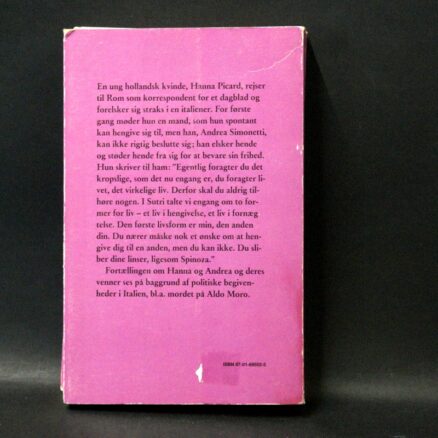 En ung hollandsk kvinde, Hanna Picard, rejser
til Rom som korrespondent for et dagblad og
forelsker sig straks i en italiener. For første
gang møder hun en mand, som hun spontant
kan hengive sig til, men han, Andrea Simonetti,
kan ikke rigtig beslutte sig; han elsker hende
og støder hende fra sig for at bevare sin frihed.
Hun skriver til ham: "Egentlig foragter du det
kropslige, som det nu engang er, du foragter li-
vet, det virkelige liv. Derfor skal du aldrig til-
høre nogen. I Sutri talte vi engang om to for-
mer for liv – et liv i hengivelse, et liv i fornæg
telse. Den første livsform er min, den anden
din. Du nærer måske nok et ønske om at hen-
give dig til en anden, men du kan ikke. Du sli-
ber dine linser, ligesom Spinoza."
Fortællingen om Hanna og Andrea og deres
venner ses på baggrund af politiske begiven-
heder i Italien, bl.a. mordet på Aldo Moro.
ISBN